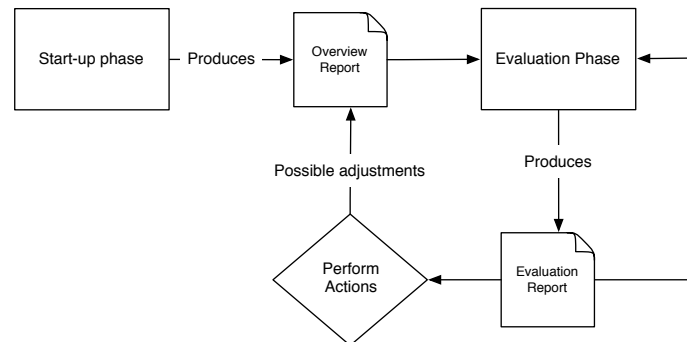 Start-up phase
Produces
Overview
Report
Evaluation Phase
Possible adjustments
Produces
Perform
Actions
Evaluation
Report